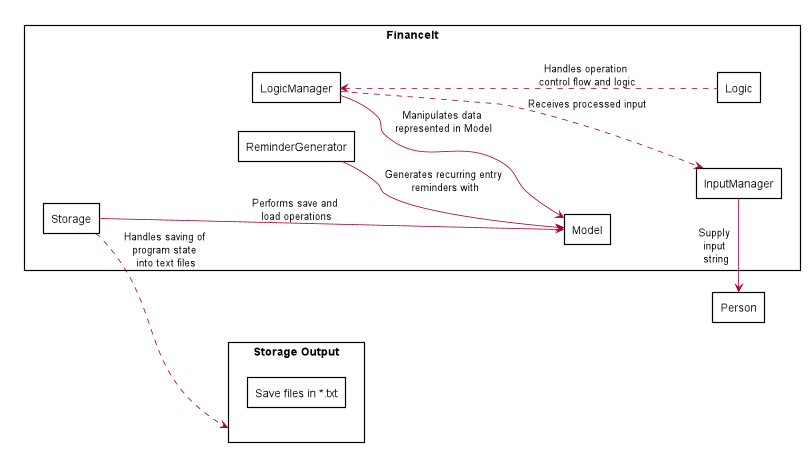 FinanceIt
Handles operation
control flow and logic
LogicManager
Logic
Receives processed input
Manipulates data
represented in Model
ReminderGenerator
Generates recurring entry
reminders with
InputManager
Performs save and
load operations
Storage
Model
Handles saving of
program state
into text files
Supply
input
string
Person
Storage Output
Save files in *.txt